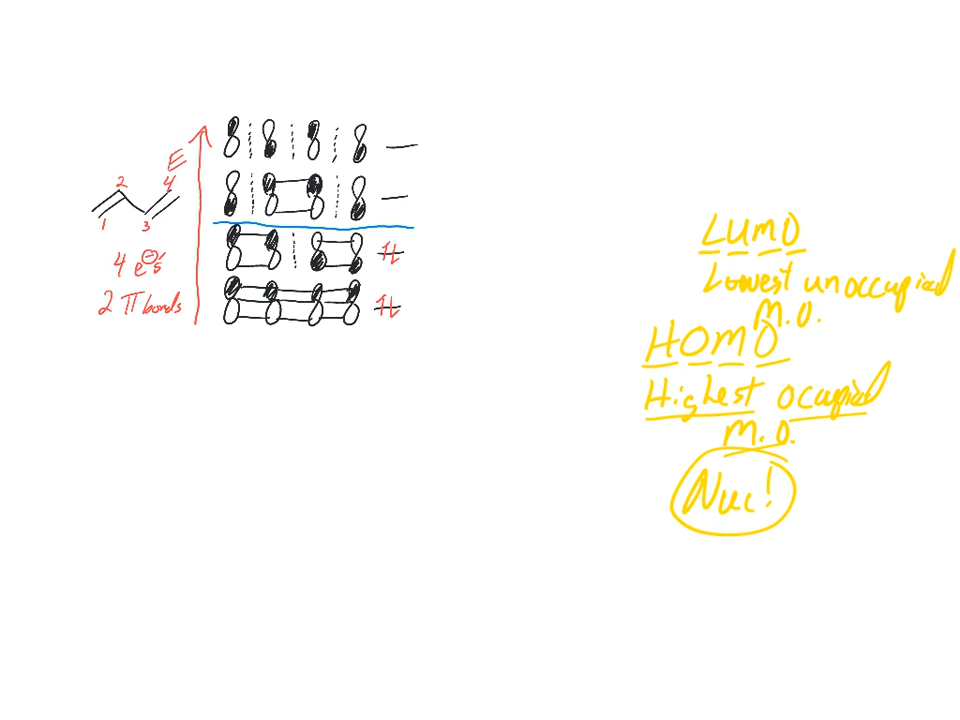 E
2
4
1
3
4 e⊖'s
2 π bonds
LUMO
Lowest unoccupied
M.O.
HOMO
Highest occupied
M.O.
Nuc!